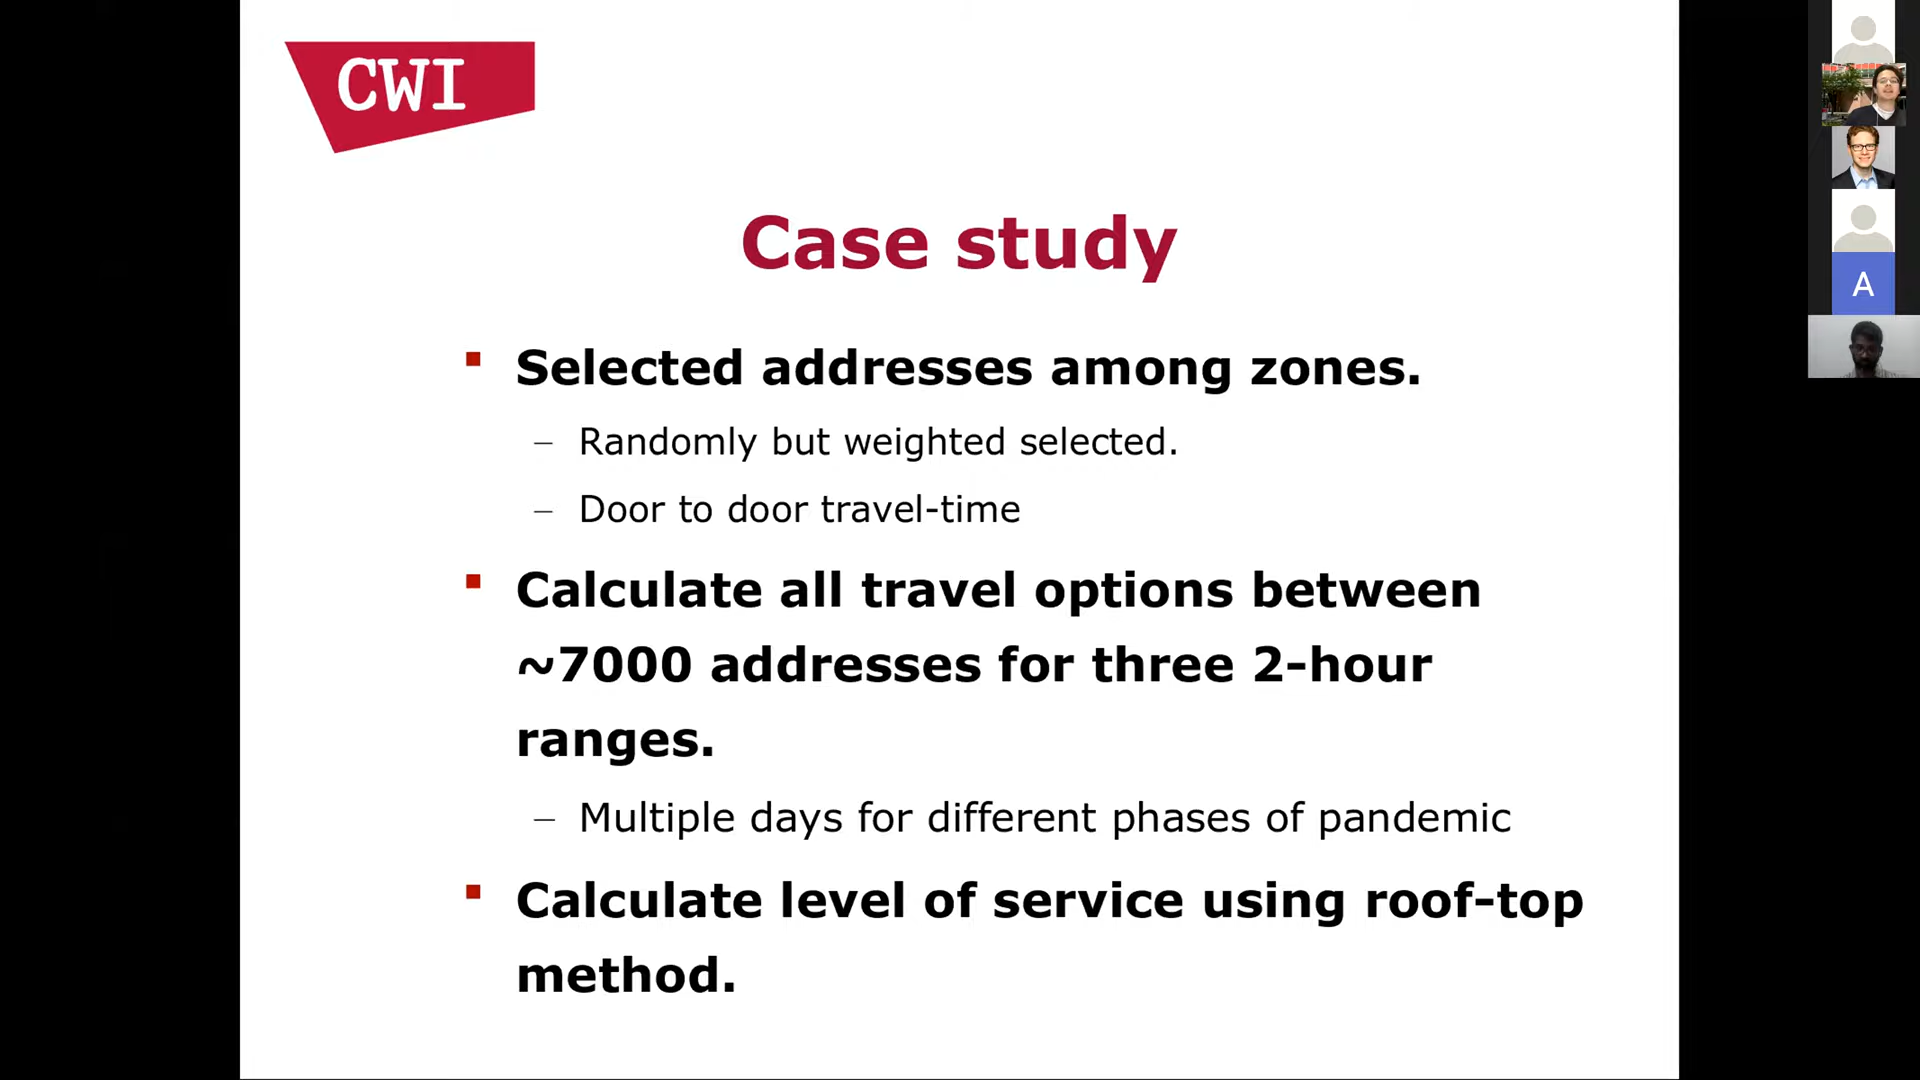 CWI
Case study
Selected addresses among zones.
– Randomly but weighted selected.
– Door to door travel-time
Calculate all travel options between
~7000 addresses for three 2-hour
ranges.
– Multiple days for different phases of pandemic
Calculate level of service using roof-top
method.
A